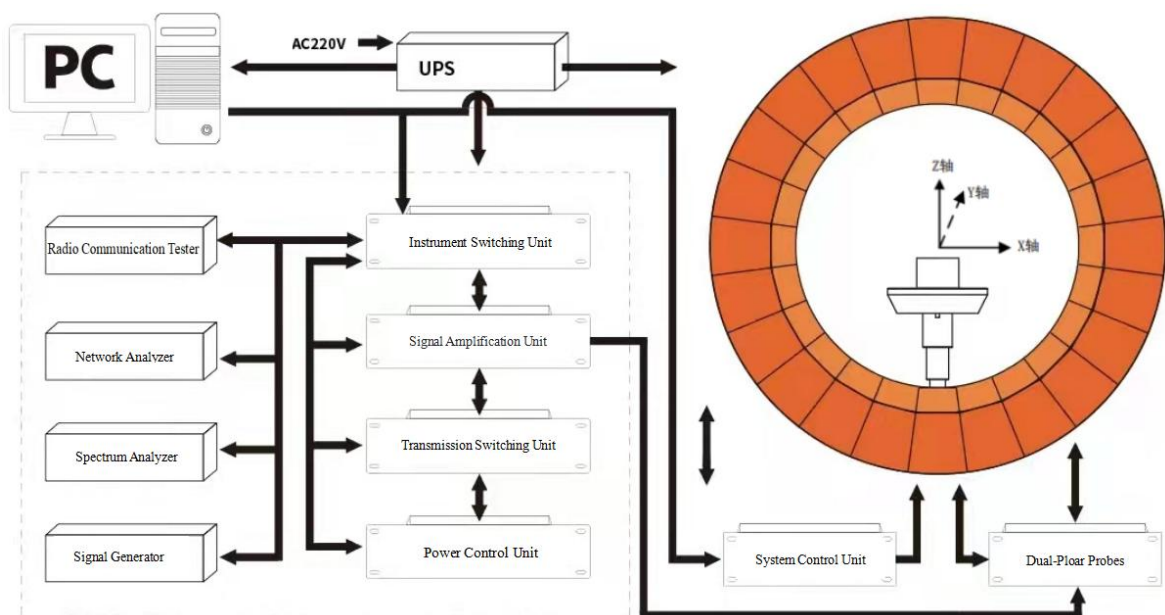 PC
AC220V
UPS
Z轴
Y轴
X轴
Radio Communication Tester
Instrument Switching Unit
Network Analyzer
Signal Amplification Unit
Spectrum Analyzer
Transmission Switching Unit
Signal Generator
Power Control Unit
System Control Unit
Dual-Ploar Probes